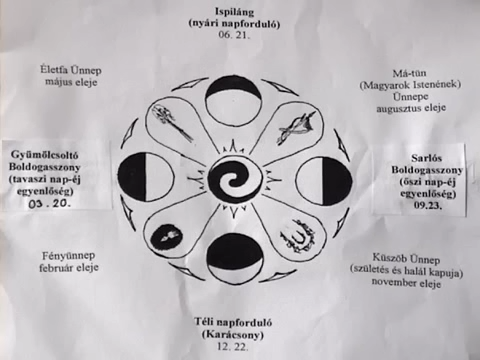 Ispiláng
(nyári napforduló)
06. 21.
Életfa Ünnep
május eleje
Má-tün
(Magyarok Istenének)
Ünnepe
augusztus eleje
Gyümölcsoltó
Boldogasszony
(tavaszi nap-éj
egyenlőség)
03.20.
Sarlós
Boldogasszony
(őszi nap-éj
egyenlőség)
09.23.
Fényünnep
február eleje
Küszöb Ünnep
(születés és halál kapuja)
november eleje
Téli napforduló
(Karácsony)
12. 22.